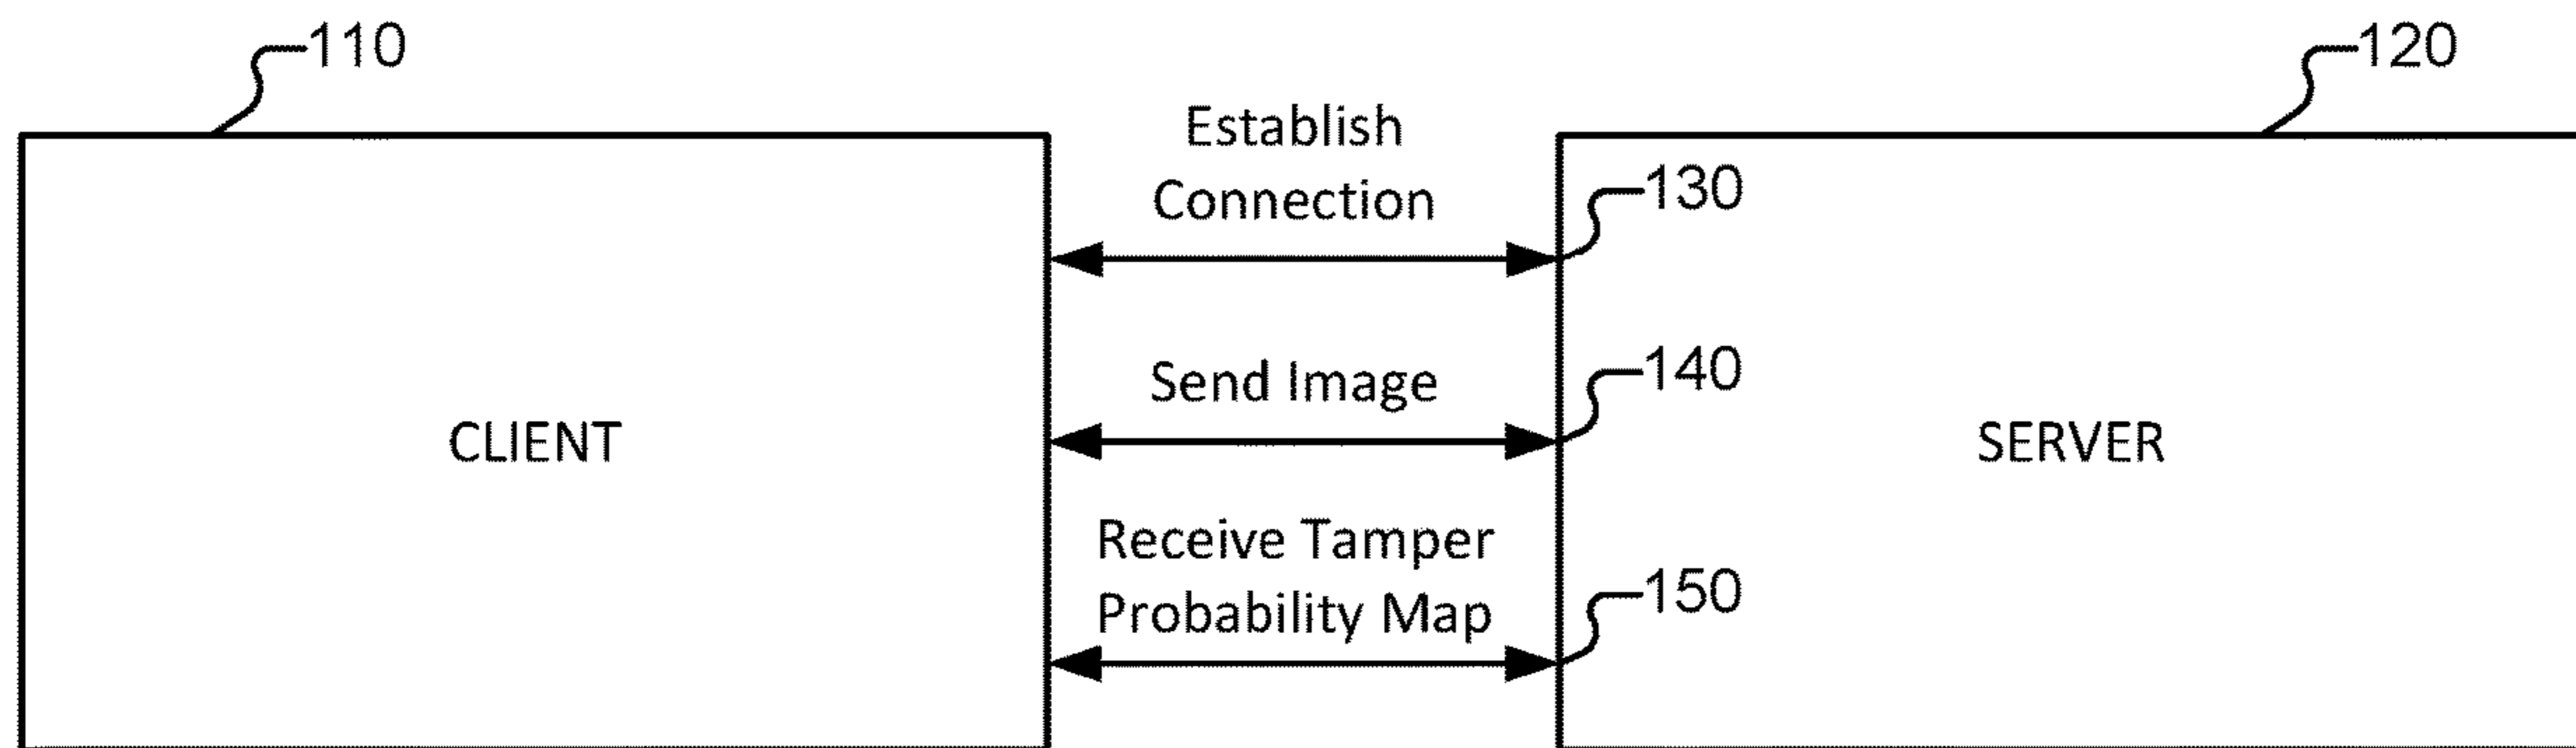 110
120
Establish
Connection
130
Send Image
140
CLIENT
SERVER
Receive Tamper
Probability Map
150